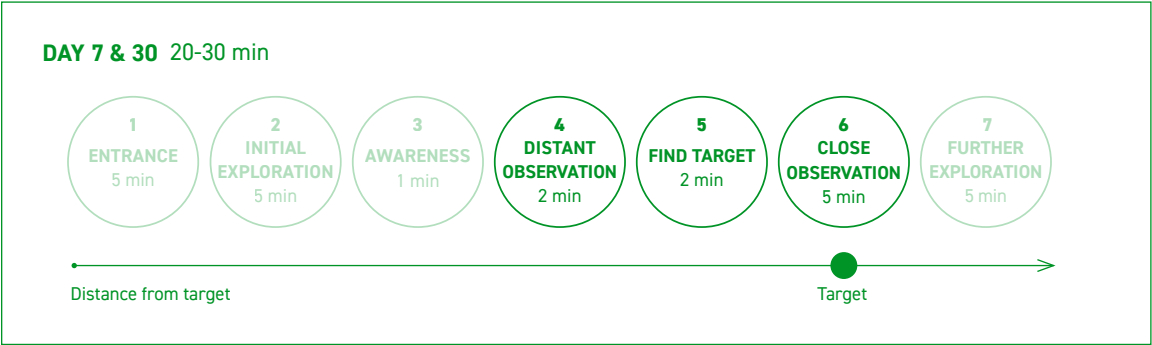 DAY 7 & 30 20-30 min
1
ENTRANCE
5 min
2
INITIAL
EXPLORATION
5 min
3
AWARENESS
1 min
4
DISTANT
OBSERVATION
2 min
5
FIND TARGET
2 min
6
CLOSE
OBSERVATION
5 min
7
FURTHER
EXPLORATION
5 min
Distance from target
Target